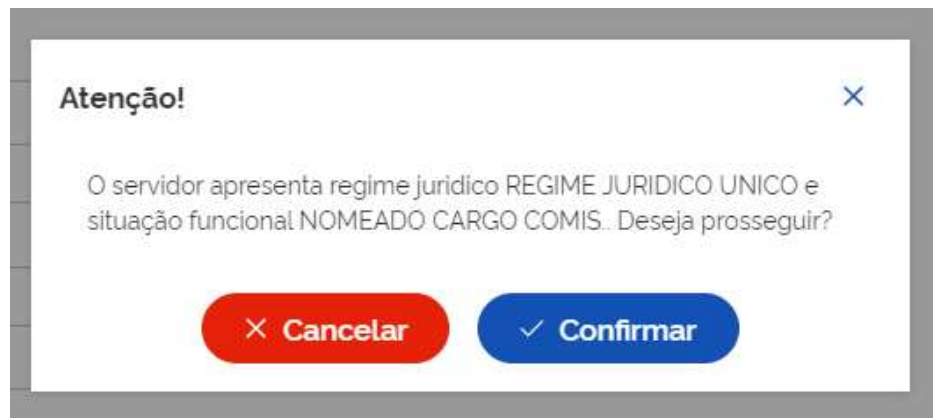 Atenção!
O servidor apresenta regime juridico REGIME JURIDICO UNICO e
situação funcional NOMEADO CARGO COMIS.. Deseja prosseguir?
Cancelar
Confirmar